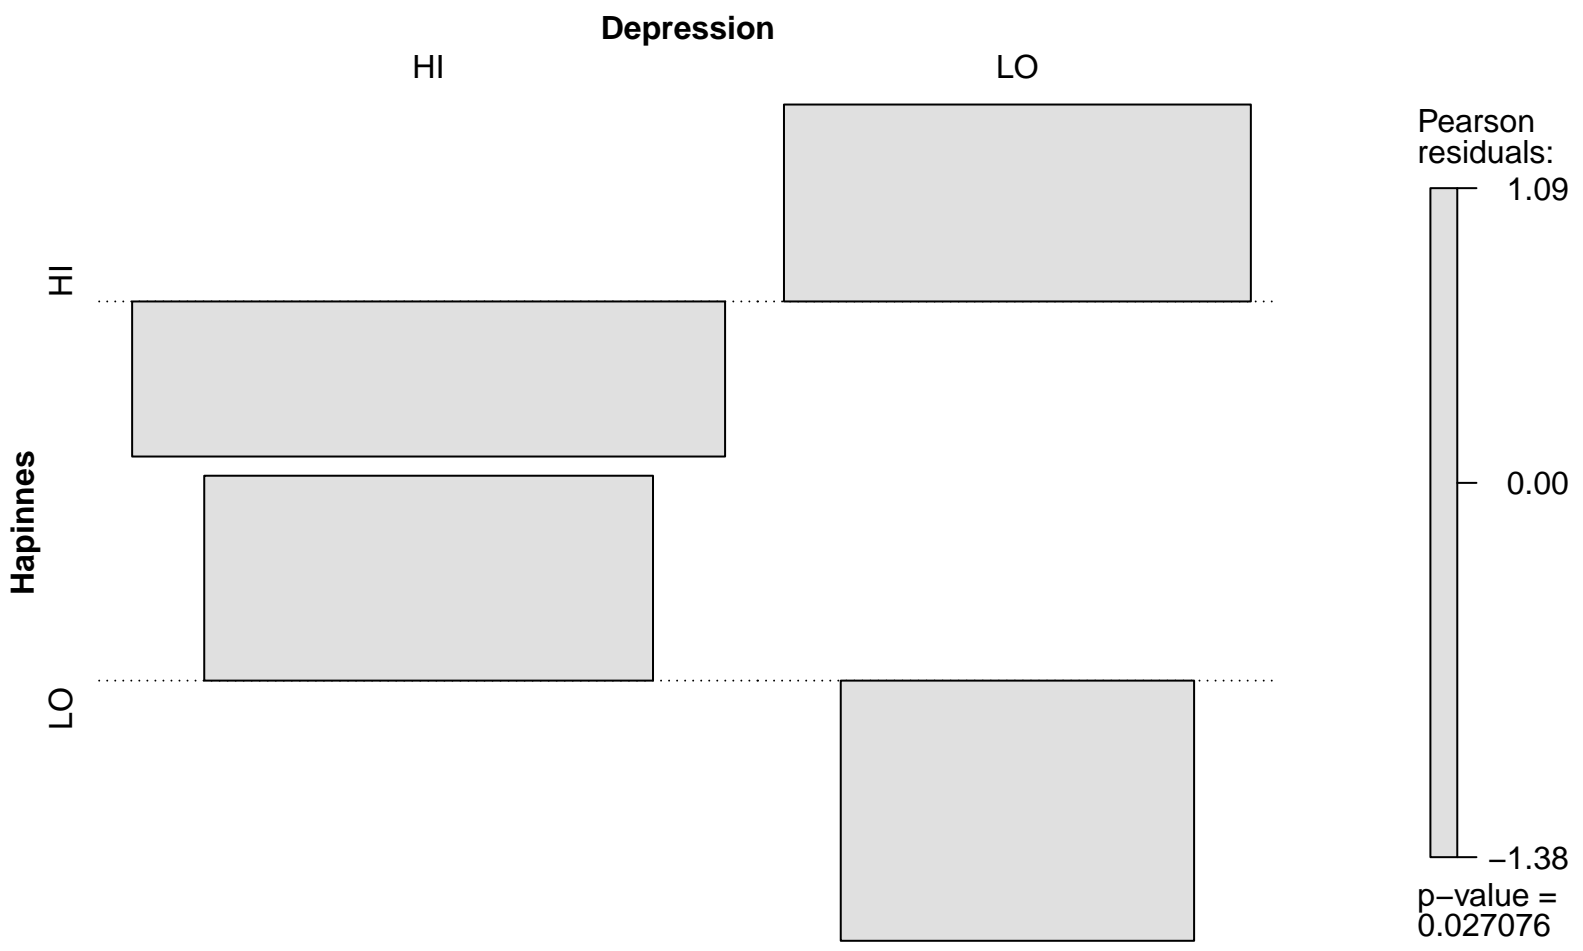 Depression
HI LO
Pearson
residuals:
1.09
HI
0.00
Hapinnes
LO
−1.38
p−value =
0.027076